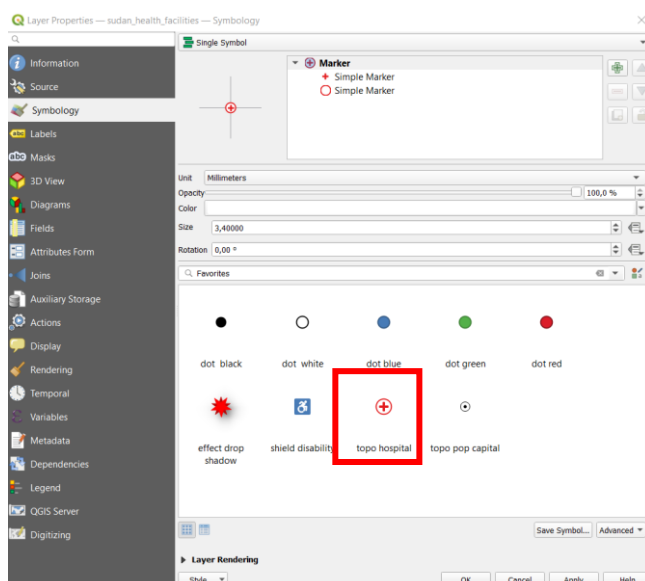 Layer Properties — sudan_health_facilities — Symbology
Single Symbol
Information
Source
Symbology
Labels
Masks
3D View
Diagrams
Fields
Attributes Form
Joins
Auxiliary Storage
Actions
Display
Rendering
Temporal
Variables
Metadata
Dependencies
Legend
QGIS Server
Digitizing
Marker
Simple Marker
Simple Marker
Unit Millimeters
Opacity 100,0 %
Color
Size 3,40000
Rotation 0,00 °
Favorites
dot black dot white dot blue dot green dot red
effect drop shield disability topo hospital topo pop capital
shadow
Save Symbol... Advanced
Layer Rendering
Style OK Cancel Apply Help